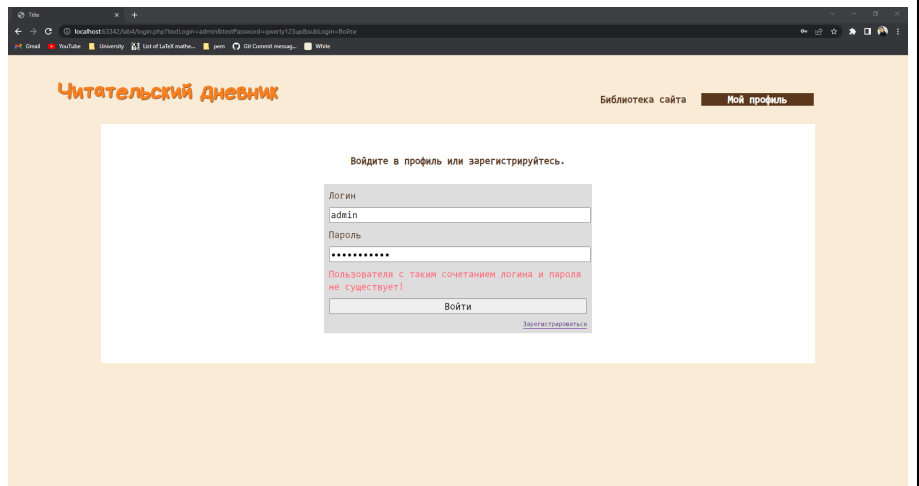 Title
localhost:63342/lab4/login.php?textLogin=admin&textPassword=qwerty123цк&subLogin=Войти
Gmail YouTube University List of LaTeX mathe... pem Git Commit messag... White
Читательский дневник
Библиотека сайта Мой профиль
Войдите в профиль или зарегистрируйтесь.
Логин
admin
Пароль
•••••••••••
Пользователя с таким сочетанием логина и пароля
не существует!
Войти
Зарегистрироваться